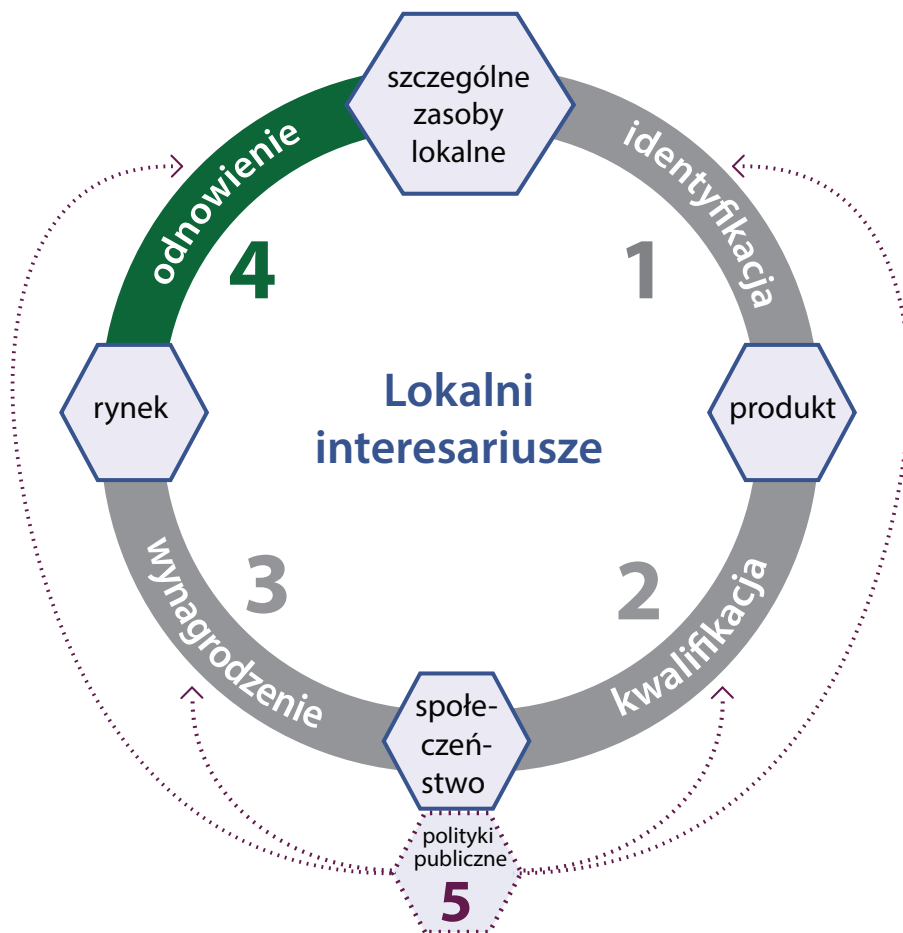 szczególne
zasoby
lokalne
identyfikacja
1
produkt
kwalifikacja
2
społe-
czeń-
stwo
wynagrodzenie
3
rynek
odnowienie
4
Lokalni
interesariusze
polityki
publiczne
5